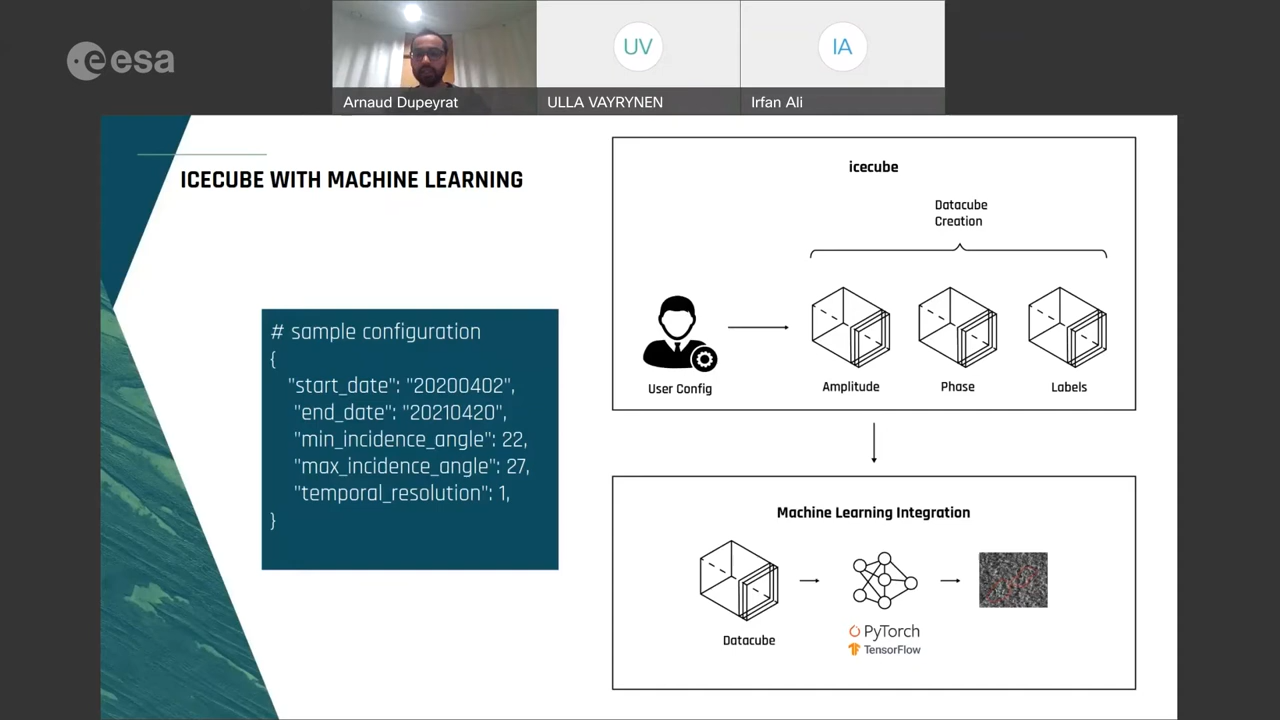 esa
UV
IA
Arnaud Dupeyrat
ULLA VAYRYNEN
Irfan Ali
ICECUBE WITH MACHINE LEARNING
# sample configuration
{
"start_date": "20200402",
"end_date": "20210420",
"min_incidence_angle": 22,
"max_incidence_angle": 27,
"temporal_resolution": 1,
}
icecube
Datacube
Creation
User Config
Amplitude
Phase
Labels
Machine Learning Integration
Datacube
PyTorch
TensorFlow